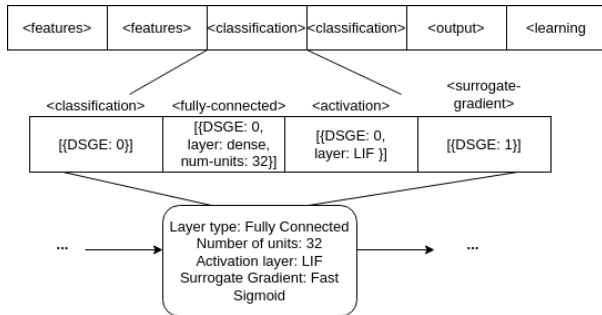 <features> <features> <classification> <classification> <output> <learning
<surrogate-
gradient>
<classification> <fully-connected> <activation>
[{DSGE: 0}]
[{DSGE: 0,
layer: dense,
num-units: 32}]
[{DSGE: 0,
layer: LIF }]
[{DSGE: 1}]
Layer type: Fully Connected
Number of units: 32
Activation layer: LIF
Surrogate Gradient: Fast
Sigmoid
... ...